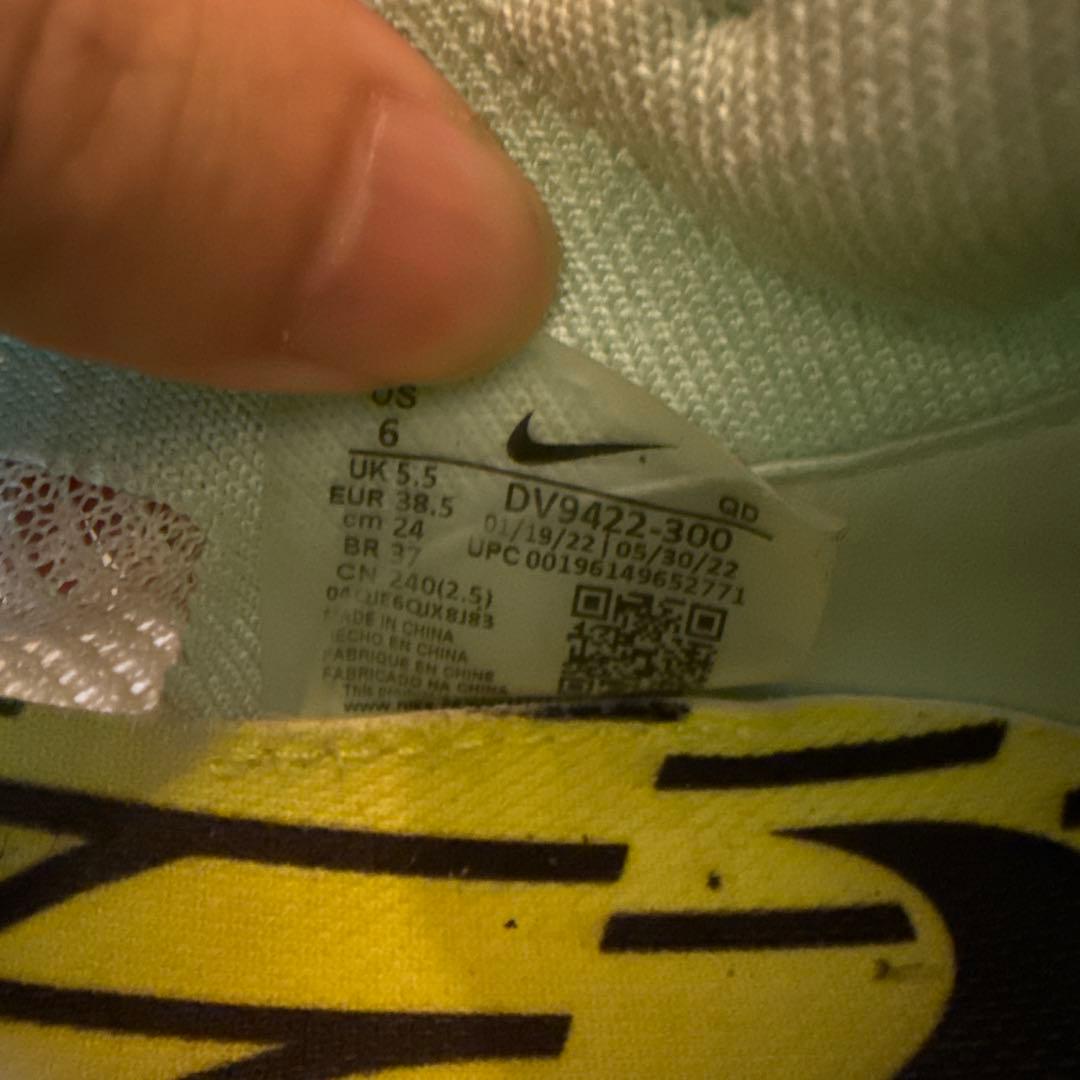 US
6
UK 5.5
EUR 38.5
cm 24
BR 37
CN 240(2.5)
MADE IN CHINA
HECHO EN CHINA
FABRIQUE EN CHINE
FABRICADO NA CHINA
This
QD
DV9422-300
01/19/22 | 05/30/22
UPC 00196149652771